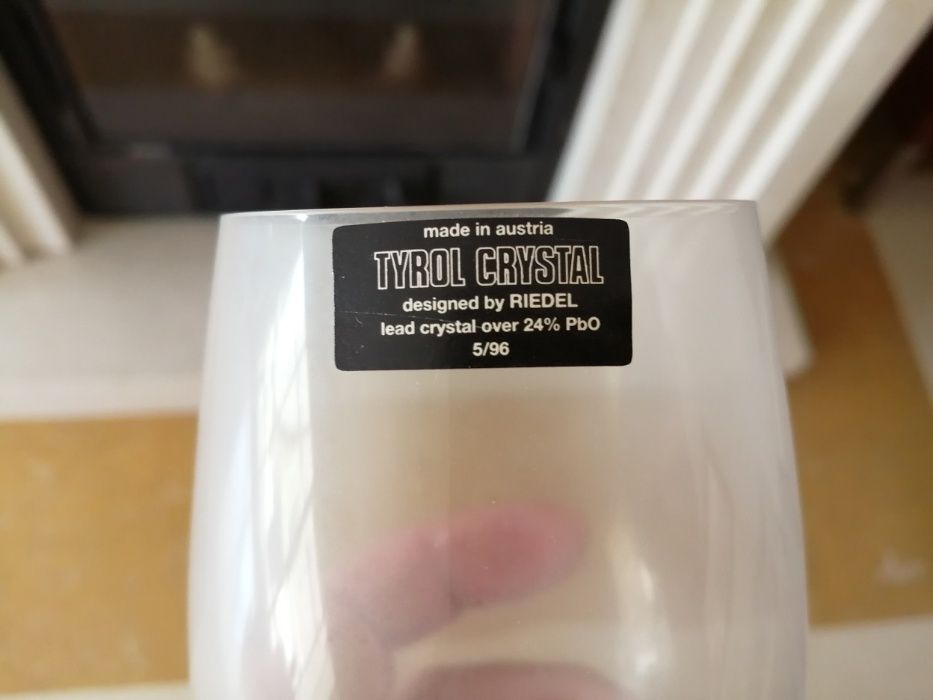 made in austria
TYROL CRYSTAL
designed by RIEDEL
lead crystal over 24% PbO
5/96